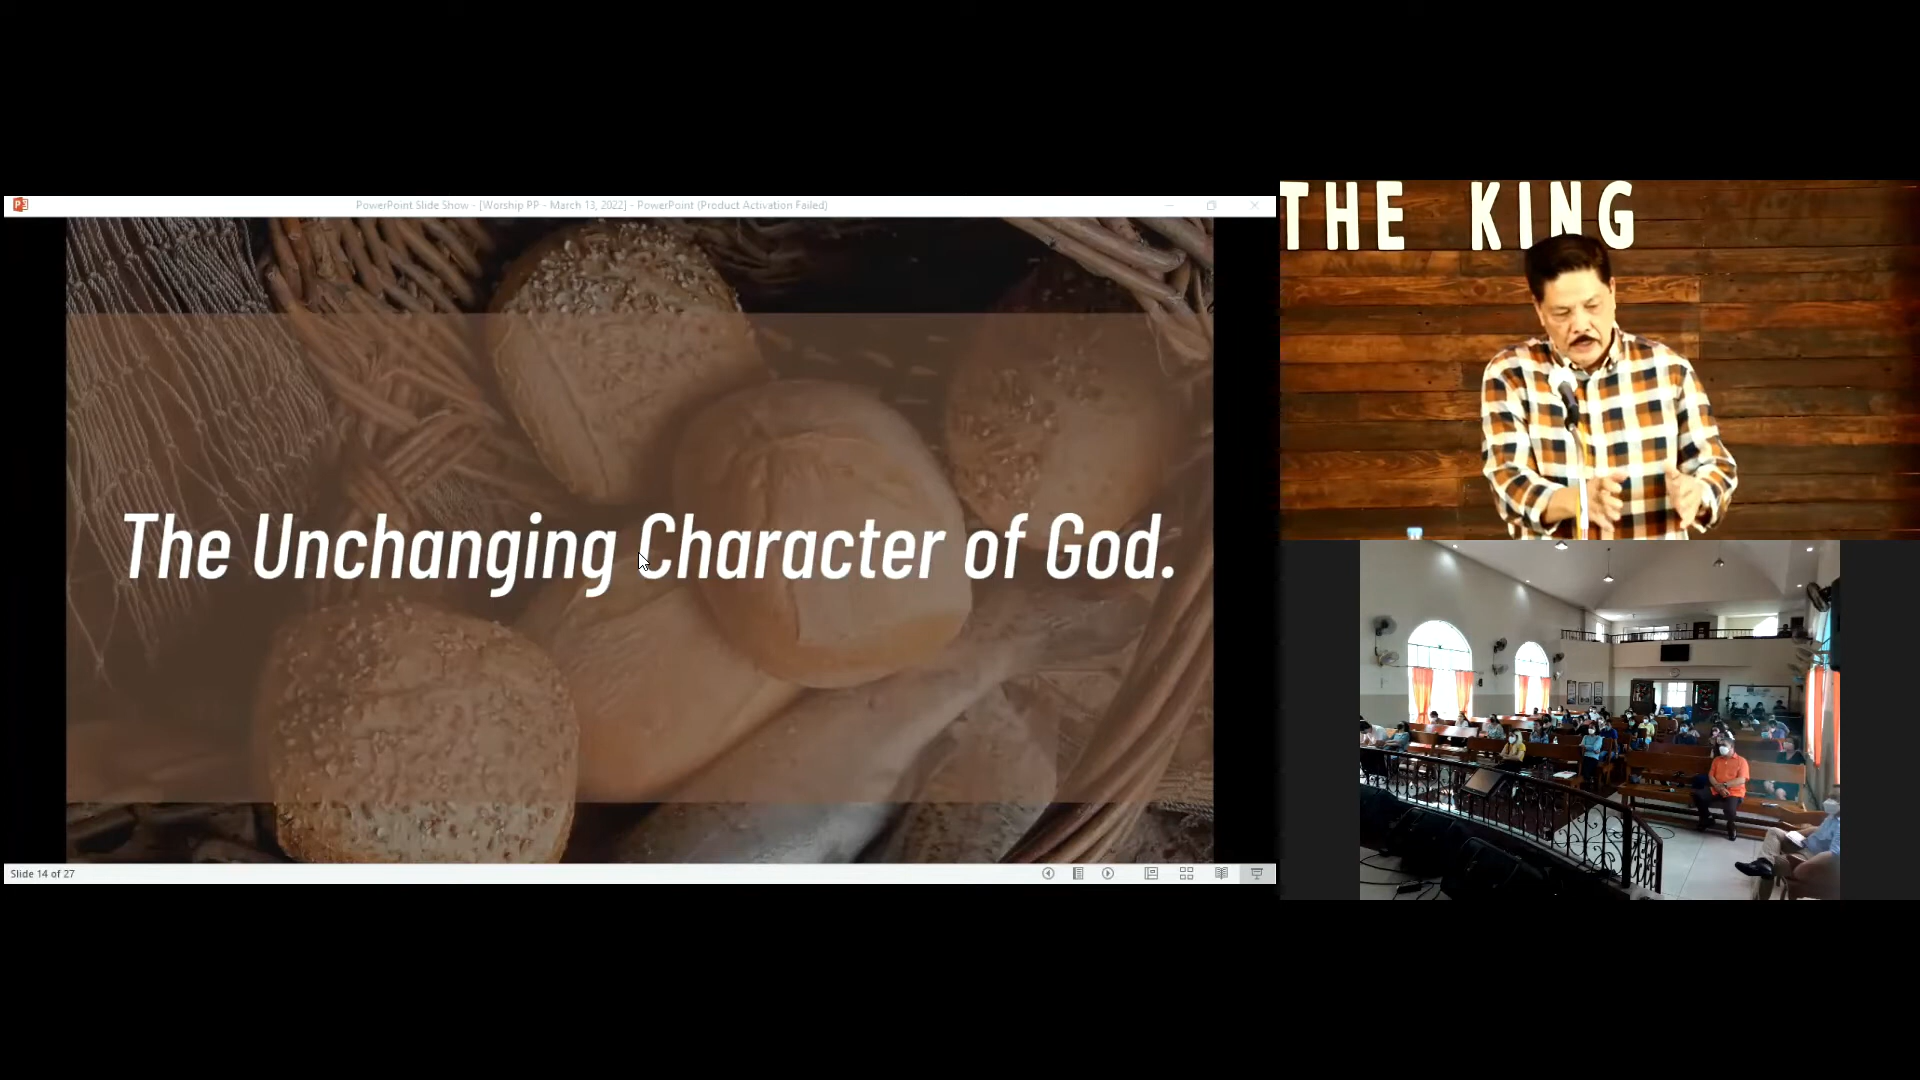 PowerPoint Slide Show - [Worship PP - March 13, 2022] - PowerPoint (Product Activation Failed)
The Unchanging Character of God.
Slide 14 of 27
THE KING